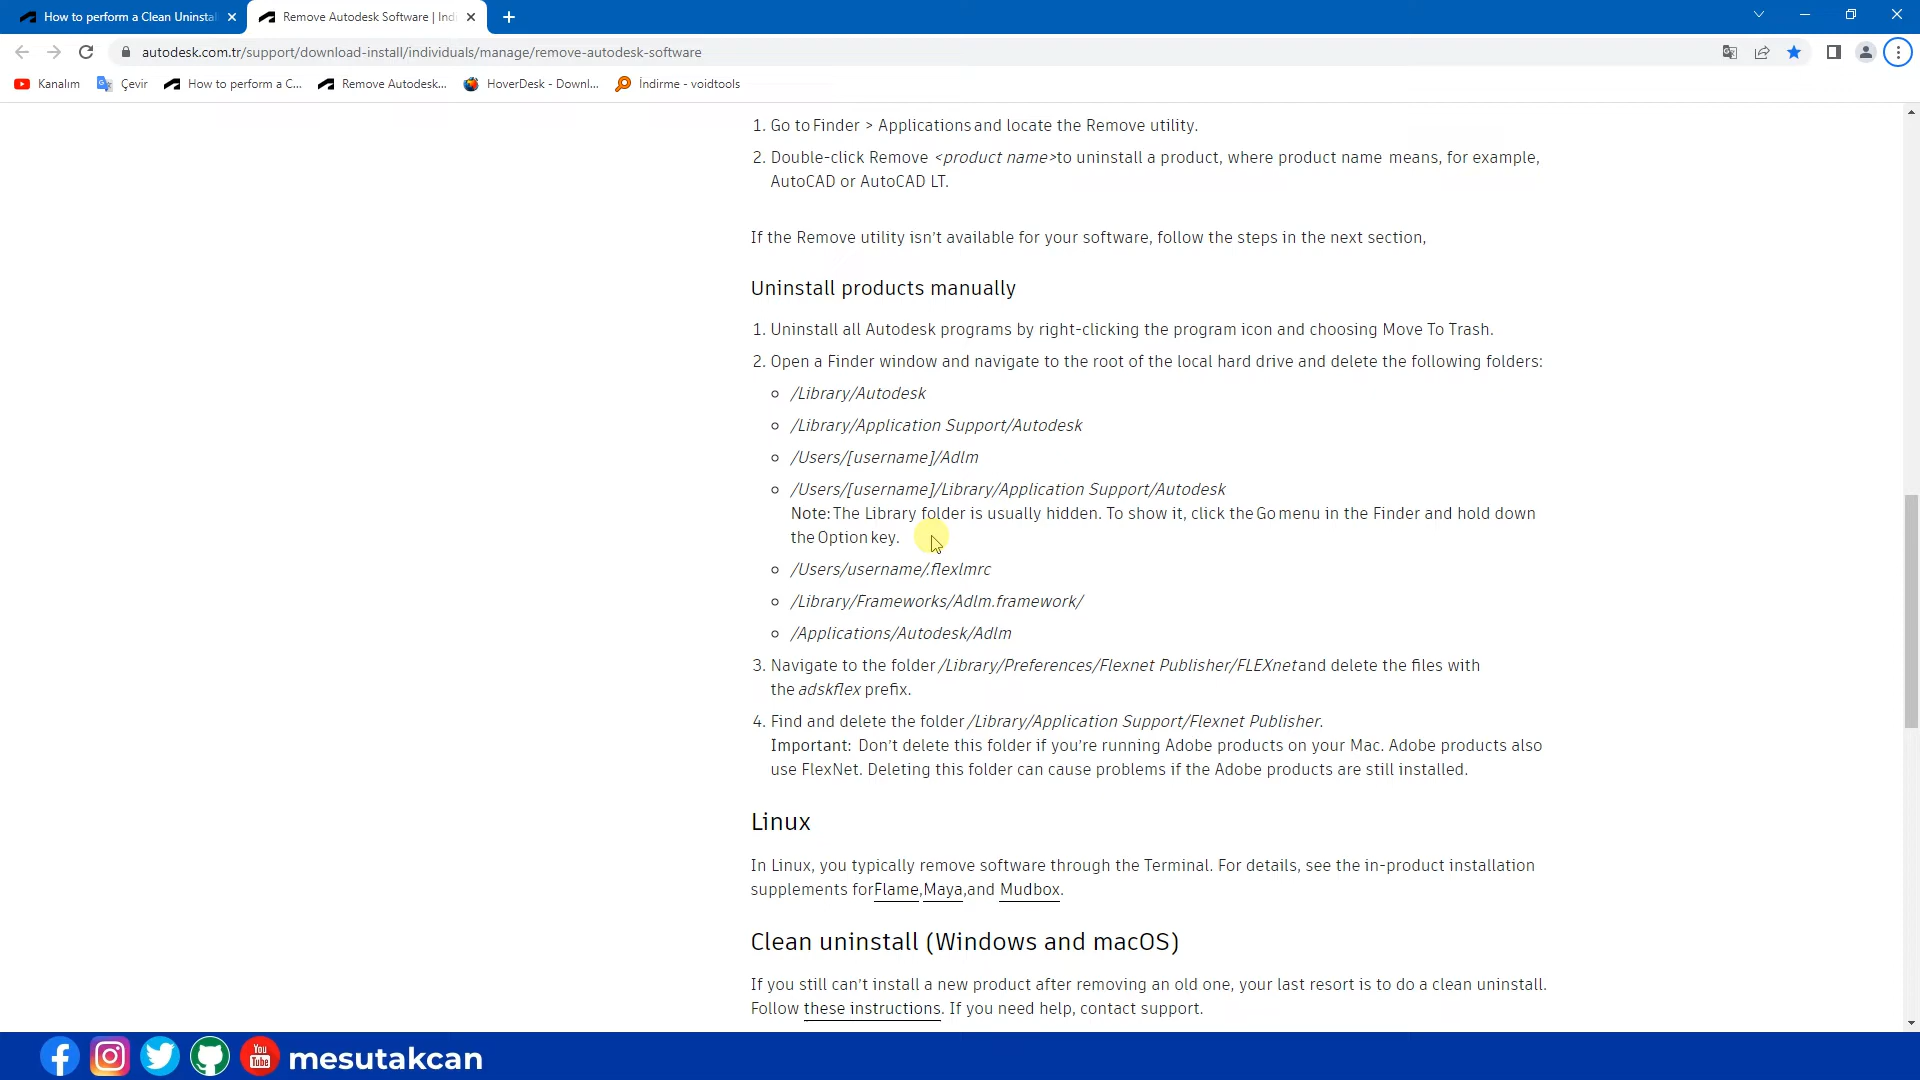 How to perform a Clean Uninsta
Remove Autodesk Software | Ind
autodesk.com.tr/support/download-install/individuals/manage/remove-autodesk-software
Kanalım
Çevir
How to perform a C...
Remove Autodesk...
HoverDesk - Downl...
İndirme - voidtools
1. Go to Finder > Applications and locate the Remove utility.
2. Double-click Remove <product name>to uninstall a product, where product name means, for example,
AutoCAD or AutoCAD LT.
If the Remove utility isn't available for your software, follow the steps in the next section,
Uninstall products manually
1. Uninstall all Autodesk programs by right-clicking the program icon and choosing Move To Trash.
2. Open a Finder window and navigate to the root of the local hard drive and delete the following folders:
/Library/Autodesk
/Library/Application Support/Autodesk
/Users/[username]/Adlm
/Users/[username]/Library/Application Support/Autodesk
Note: The Library folder is usually hidden. To show it, click the Go menu in the Finder and hold down
the Option key.
/Users/username/.flexlmrc
/Library/Frameworks/Adlm.framework/
/Applications/Autodesk/Adlm
3. Navigate to the folder /Library/Preferences/Flexnet Publisher/FLEXnetand delete the files with
the adskflex prefix.
4. Find and delete the folder /Library/Application Support/Flexnet Publisher.
Important: Don't delete this folder if you're running Adobe products on your Mac. Adobe products also
use FlexNet. Deleting this folder can cause problems if the Adobe products are still installed.
Linux
In Linux, you typically remove software through the Terminal. For details, see the in-product installation
supplements forFlame,Maya,and Mudbox.
Clean uninstall (Windows and macOS)
If you still can't install a new product after removing an old one, your last resort is to do a clean uninstall.
Follow these instructions. If you need help, contact support.
You Tube
mesutakcan